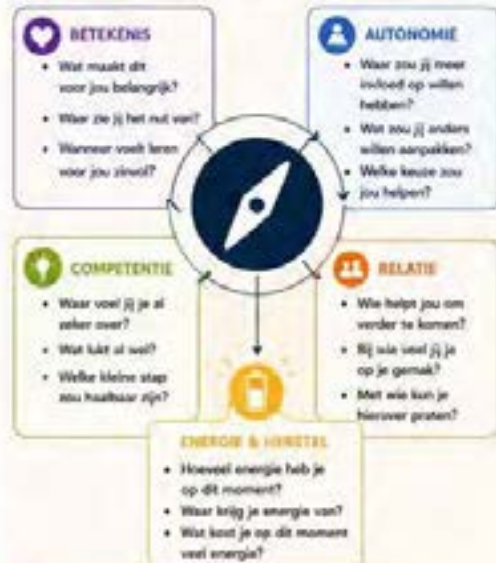 BETEKENIS
• Wat maakt dit
voor jou belangrijk?
• Waar zie jij het nut van?
• Wanneer voelt leren
voor jou zinvol?
AUTONOMIE
• Waar zou jij meer
invloed op willen
hebben?
• Wat zou jij anders
willen aanpakken?
• Welke keuze zou
jou helpen?
COMPETENTIE
• Waar voel jij je al
zeker over?
• Wat lukt al wel?
• Welke kleine stap
zou haalbaar zijn?
RELATIE
• Wie helpt jou om
verder te komen?
• Bij wie voel jij je
op je gemak?
• Met wie kun je
hierover praten?
ENERGIE & HERSTEL
• Hoeveel energie heb je
op dit moment?
• Waar krijg je energie van?
• Wat kost je op dit moment
veel energie?